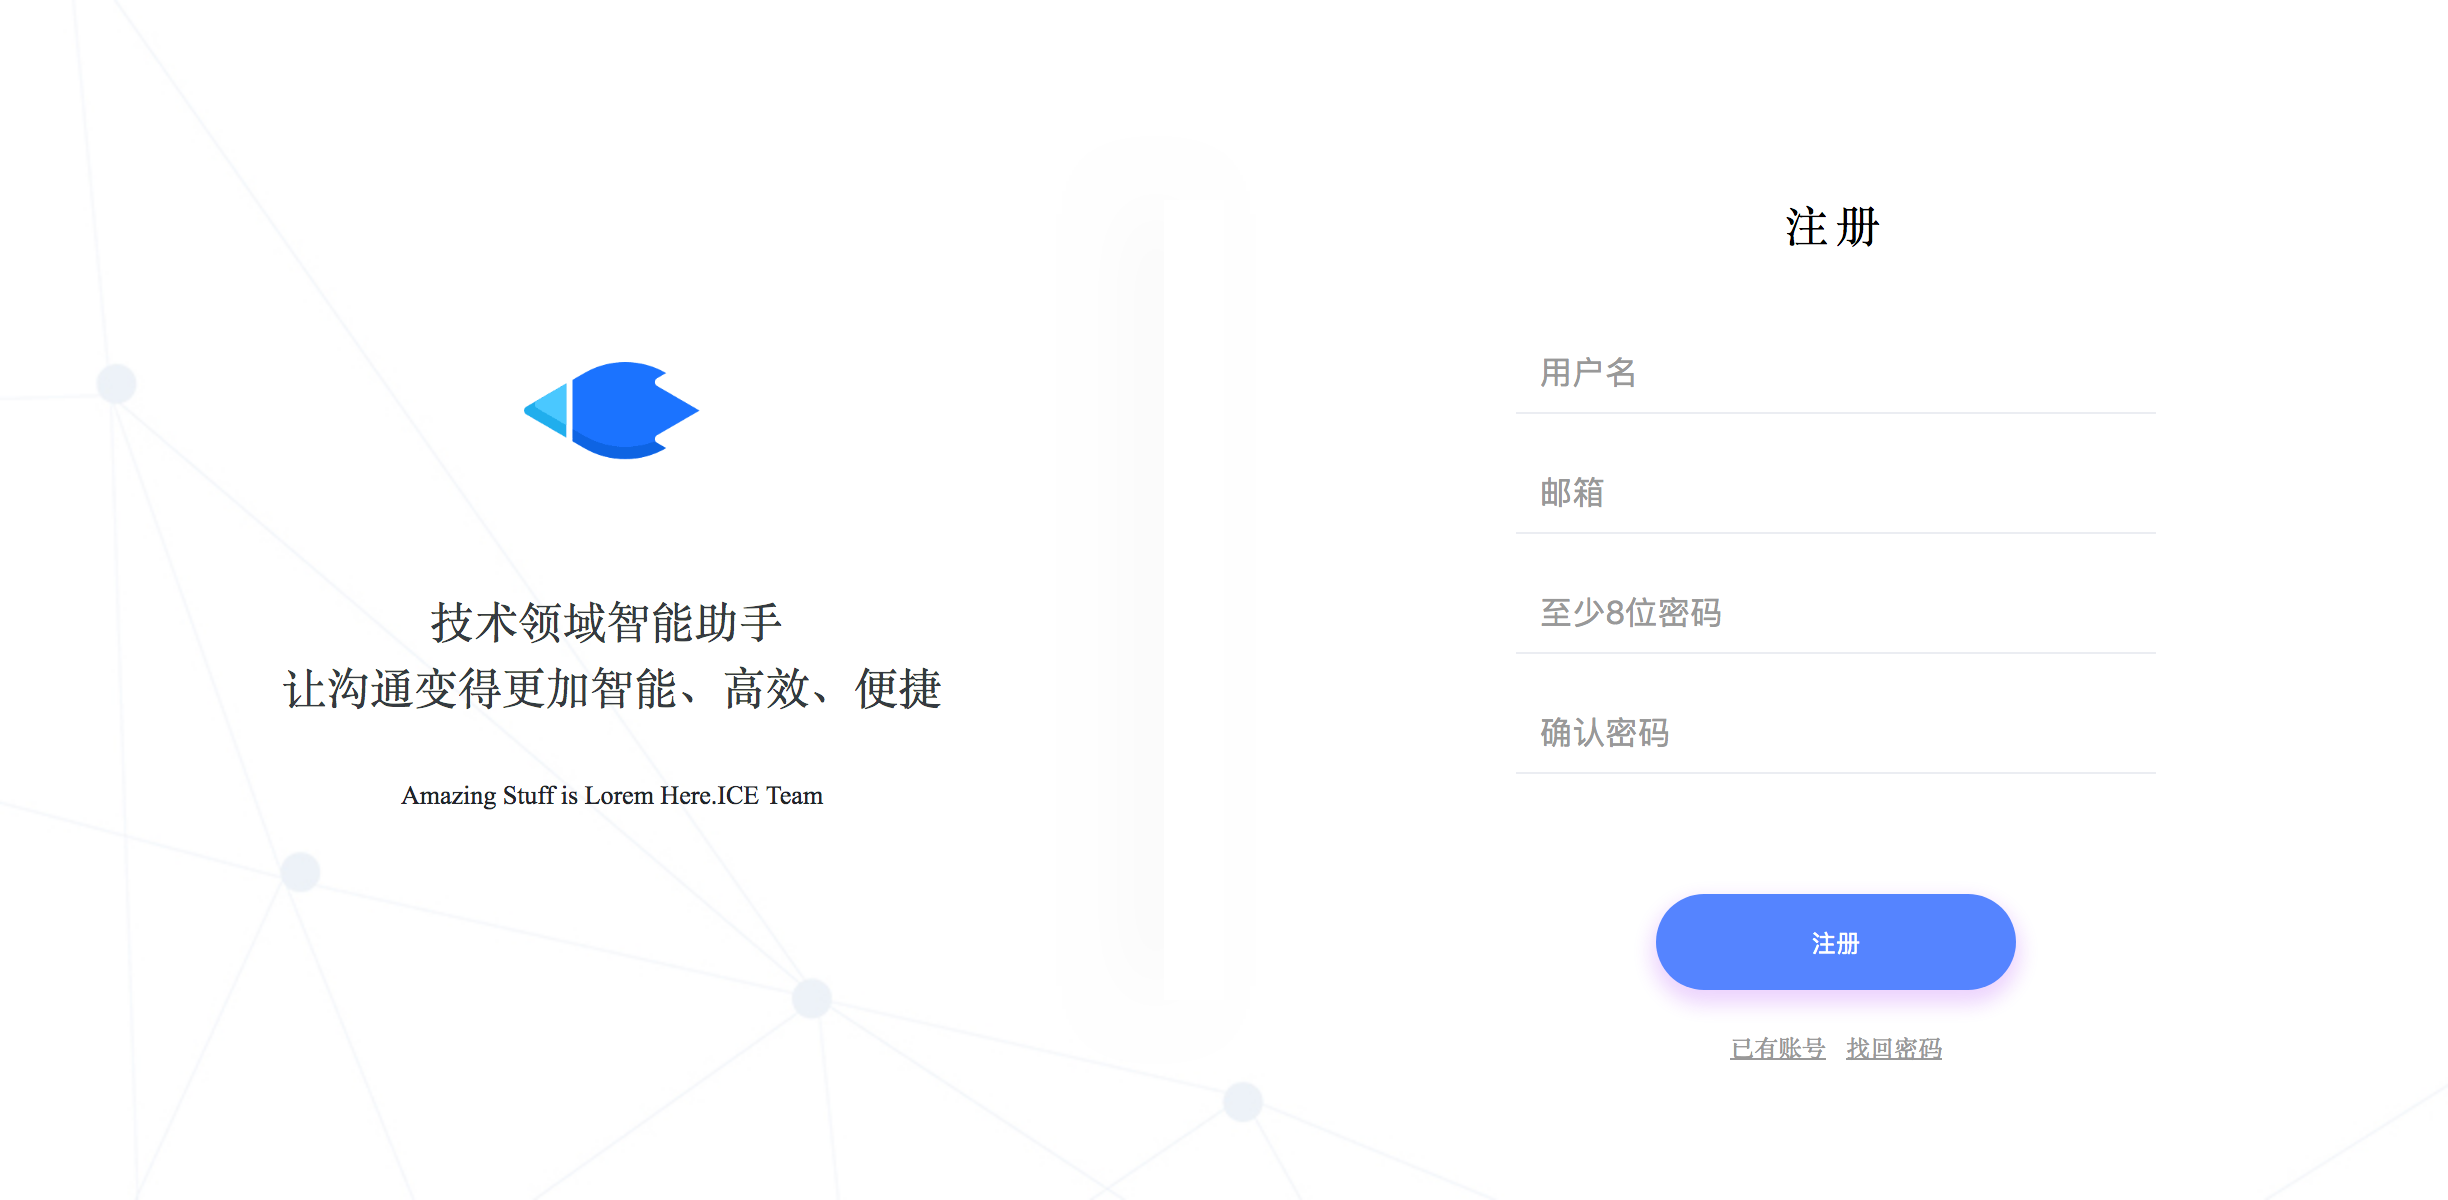 技术领域智能助手
让沟通变得更加智能、高效、便捷
Amazing Stuff is Lorem Here.ICE Team
注册
用户名
邮箱
至少8位密码
确认密码
注册
已有账号 找回密码